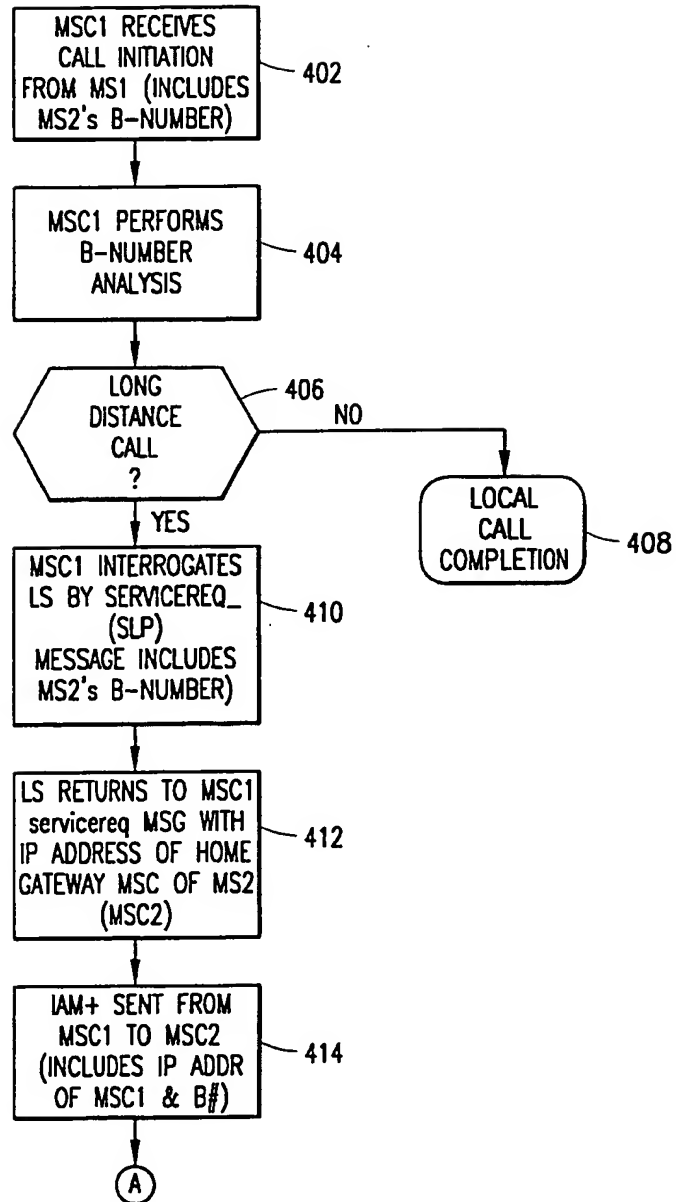 MSC1 RECEIVES
CALL INITIATION
FROM MS1 (INCLUDES
MS2's B-NUMBER)
402
MSC1 PERFORMS
B-NUMBER
ANALYSIS
404
LONG
DISTANCE
CALL
?
406
NO
LOCAL
CALL
COMPLETION
408
YES
MSC1 INTERROGATES
LS BY SERVICEREQ_
(SLP)
MESSAGE INCLUDES
MS2's B-NUMBER)
410
LS RETURNS TO MSC1
servicereq MSG WITH
IP ADDRESS OF HOME
GATEWAY MSC OF MS2
(MSC2)
412
IAM+ SENT FROM
MSC1 TO MSC2
(INCLUDES IP ADDR
OF MSC1 & B#)
414
A